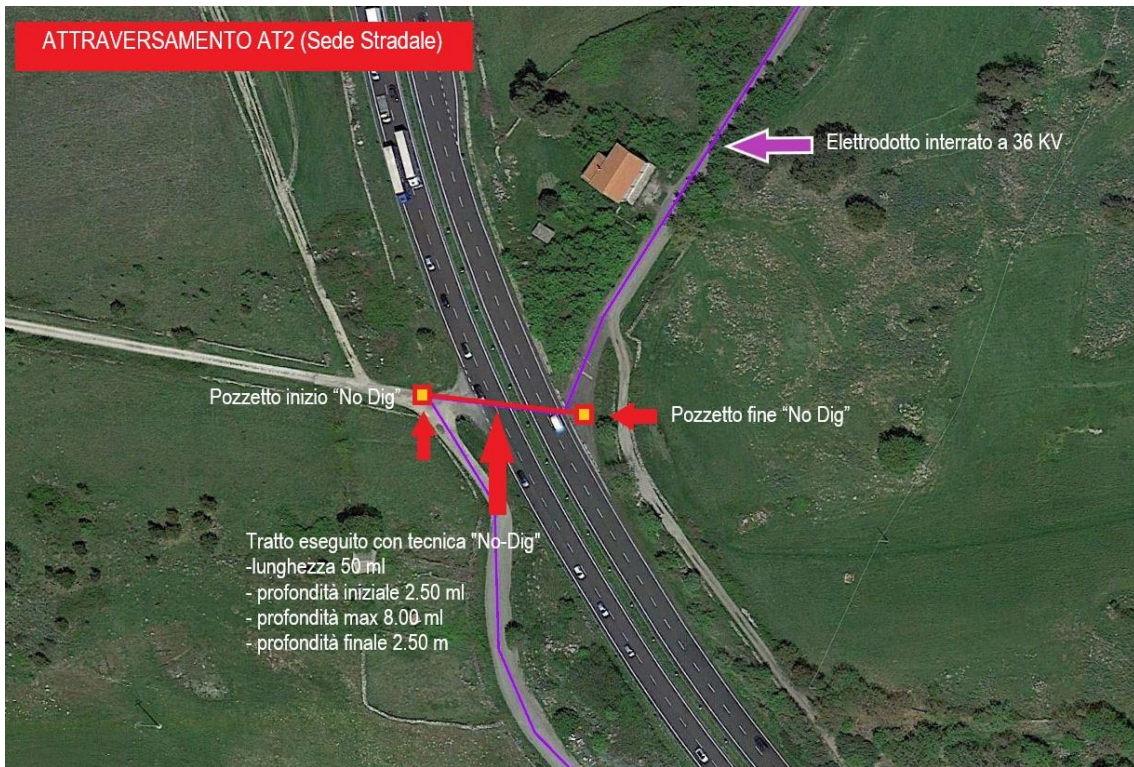 ATTRAVERSAMENTO AT2 (Sede Stradale)
Elettrodotto interrato a 36 KV
Pozzetto inizio “No Dig”
Pozzetto fine “No Dig”
Tratto eseguito con tecnica "No-Dig"
-lunghezza 50 ml
- profondità iniziale 2.50 ml
- profondità max 8.00 ml
- profondità finale 2.50 m